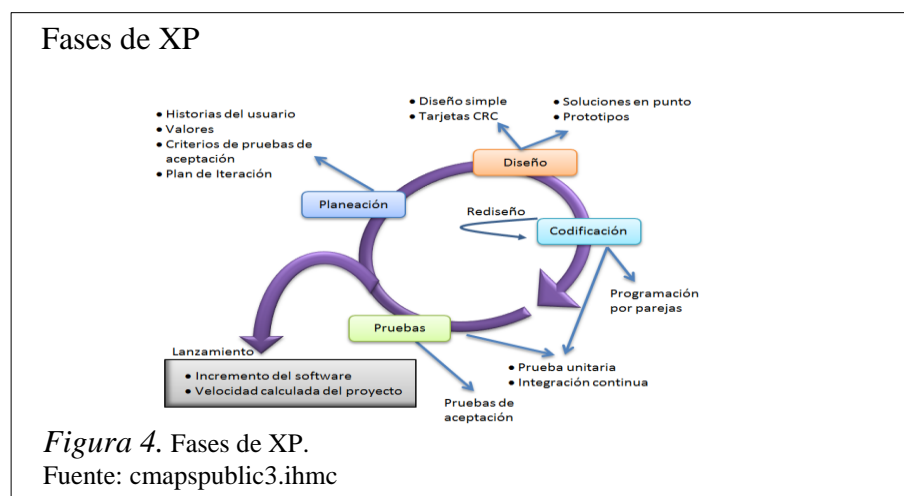 Fases de XP
• Diseño simple
• Tarjetas CRC
• Soluciones en punto
• Prototipos
• Historias del usuario
• Valores
• Criterios de pruebas de
aceptación
• Plan de Iteración
Diseño
Planeación
Rediseño
Codificación
Programación
por parejas
Pruebas
Lanzamiento
• Incremento del software
• Velocidad calculada del proyecto
• Prueba unitaria
• Integración continua
Pruebas de
aceptación
Figura 4. Fases de XP.
Fuente: cmapspublic3.ihmc